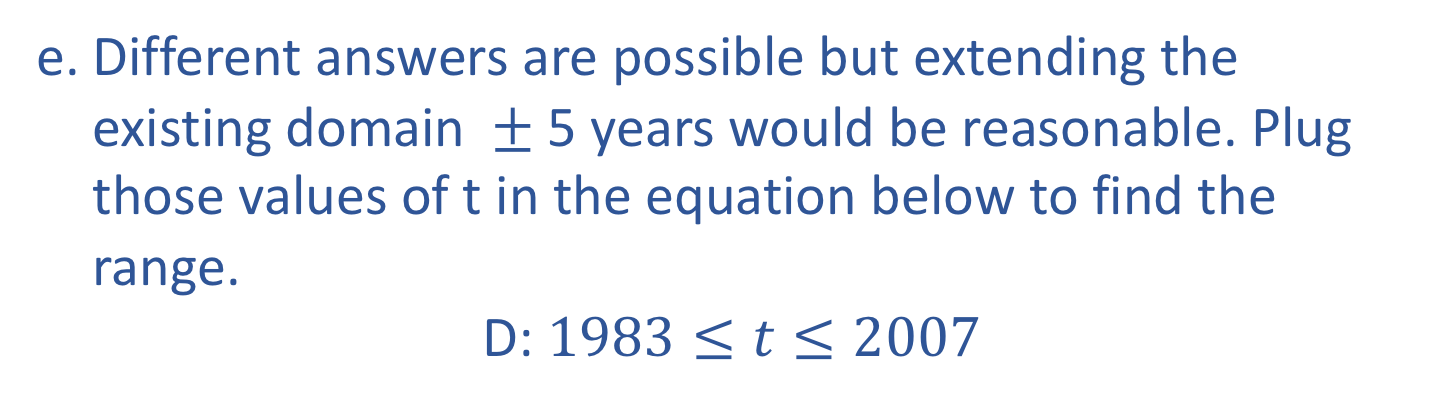 e. Different answers are possible but extending the
existing domain ± 5 years would be reasonable. Plug
those values of t in the equation below to find the
range.
D: 1983 ≤ t ≤ 2007